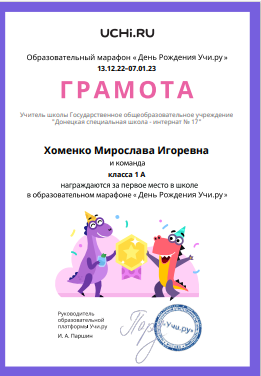 UCHi.RU
Образовательный марафон « День Рождения Учи.ру »
13.12.22–07.01.23
ГРАМОТА
Учитель школы Государственное общеобразовательное учреждение
"Донецкая специальная школа - интернат № 17"
Хоменко Мирослава Игоревна
и команда
класса 1 А
награждаются за первое место в школе
в образовательном марафоне « День Рождения Учи.ру »
Руководитель
образовательной
платформы Учи.ру
И. А. Паршин
«Учи.ру»